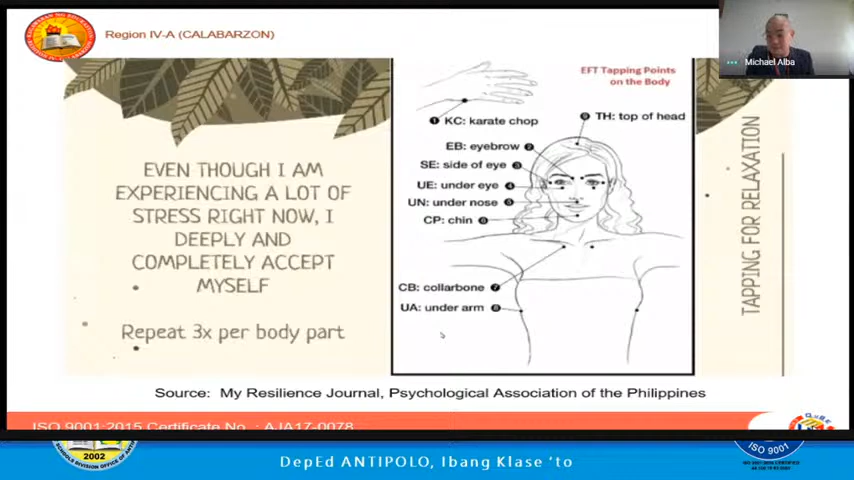 Region IV-A (CALABARZON)
Michael Alba
EVEN THOUGH I AM
EXPERIENCING A LOT OF
STRESS RIGHT NOW, I
DEEPLY AND
COMPLETELY ACCEPT
MYSELF
Repeat 3x per body part
EFT Tapping Points
on the Body
1 KC: karate chop
9 TH: top of head
EB: eyebrow 2
SE: side of eye 3
UE: under eye 4
UN: under nose 5
CP: chin 6
CB: collarbone 7
UA: under arm 8
TAPPING FOR RELAXATION
Source: My Resilience Journal, Psychological Association of the Philippines
ISO 9001:2015 Certificate No. : AJA17-0078
2002
DepEd ANTIPOLO, Ibang Klase 'to
ISO 9001